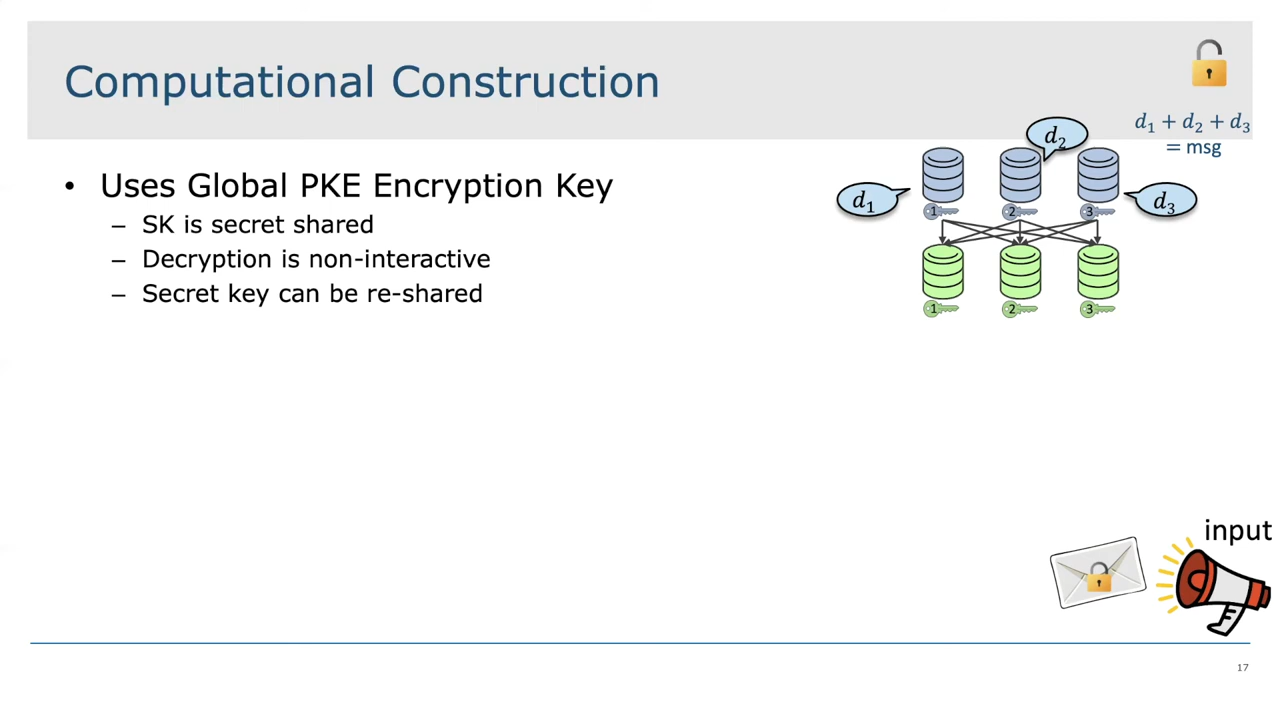 Computational Construction
d₁ + d₂ + d₃
= msg
• Uses Global PKE Encryption Key
– SK is secret shared
– Decryption is non-interactive
– Secret key can be re-shared
d₂
d₁
d₃
1 2 3
1 2 3
input
17